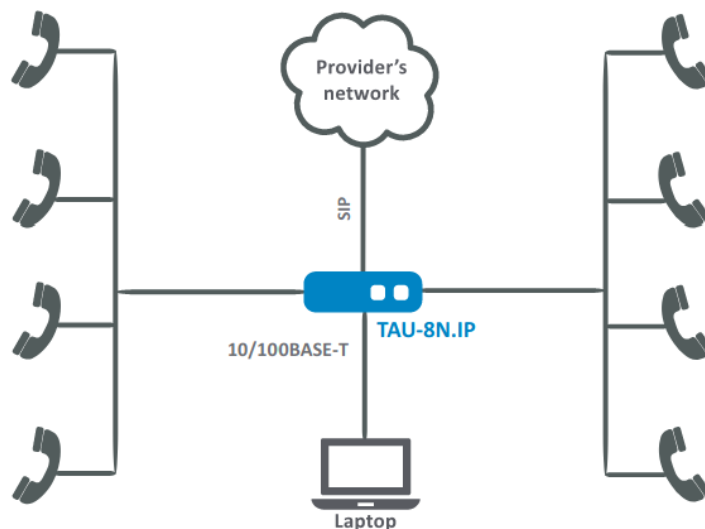 Provider's
network
SIP
TAU-8N.IP
10/100BASE-T
Laptop